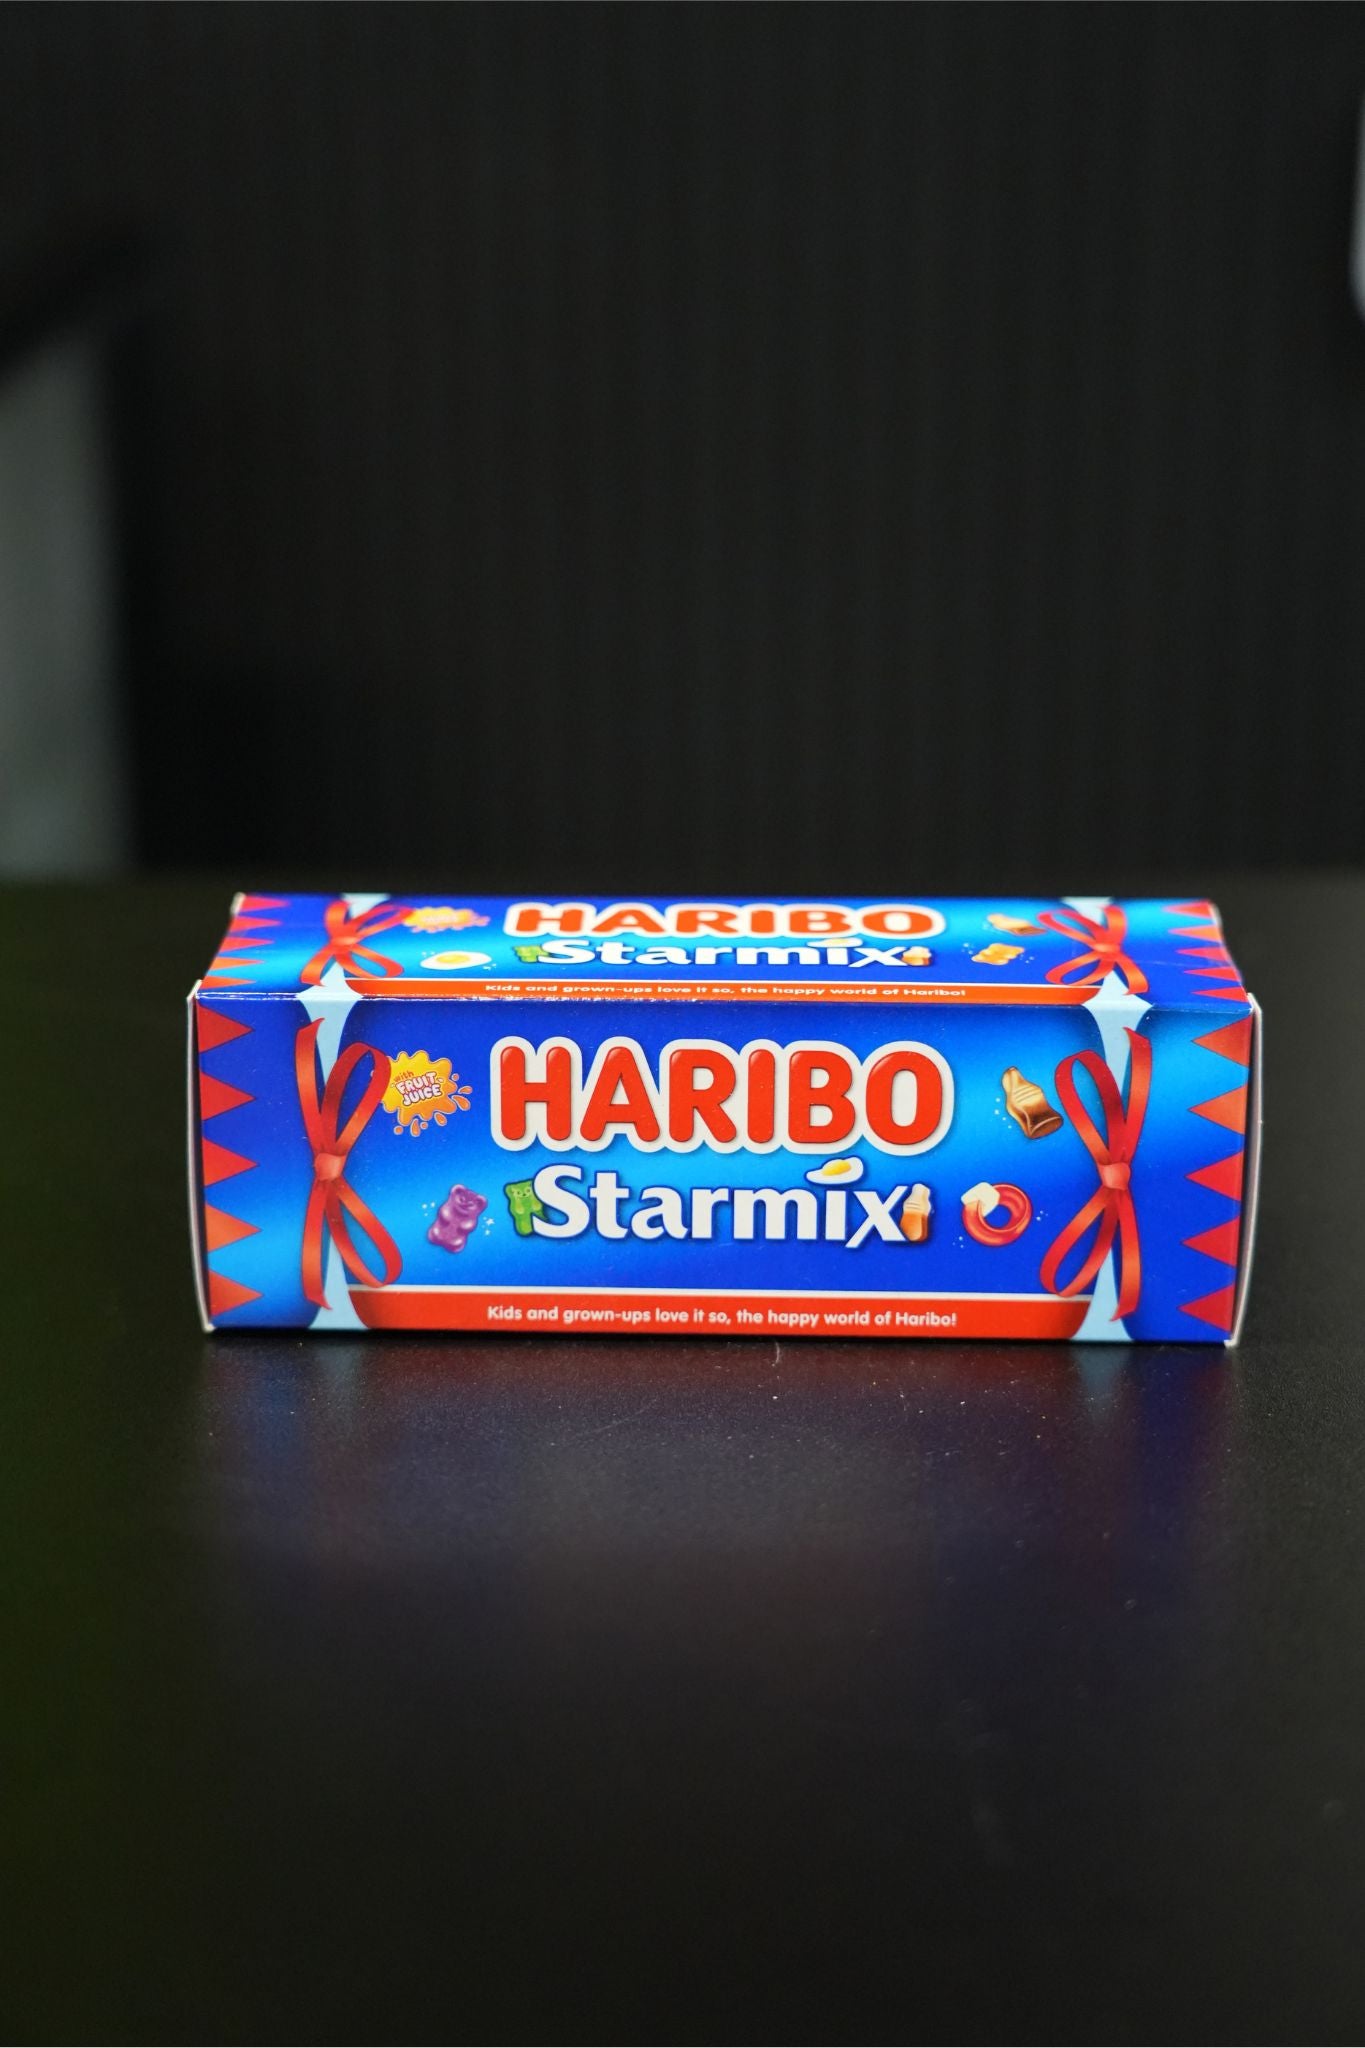 HARIBO
Starmix
Kids and grown-ups love it so, the happy world of Haribo!
with
FRUIT
JUICE
HARIBO
Starmix
Kids and grown-ups love it so, the happy world of Haribo!